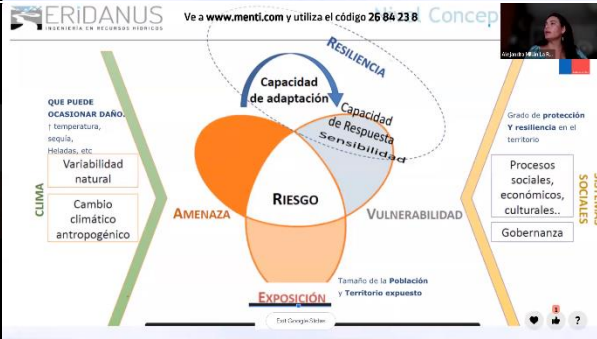 ERIDANUS
INGENIERÍA EN RECURSOS HÍDRICOS
Ve a www.menti.com y utiliza el código 26 84 23 8
Concep
RESILIENCIA
Capacidad
de adaptación
Capacidad
de Respuesta
Sensibilidad
QUE PUEDE
OCASIONAR DAÑO.
↑ temperatura,
sequía,
Heladas, etc
Variabilidad
natural
Cambio
climático
antropogénico
CLIMA
AMENAZA
RIESGO
VULNERABILIDAD
EXPOSICIÓN
Tamaño de la Población
y Territorio expuesto
Grado de protección
Y resiliencia en el
territorio
Procesos
sociales,
económicos,
culturales..
Gobernanza
SOCIALES
Exit Google Slides
1
?